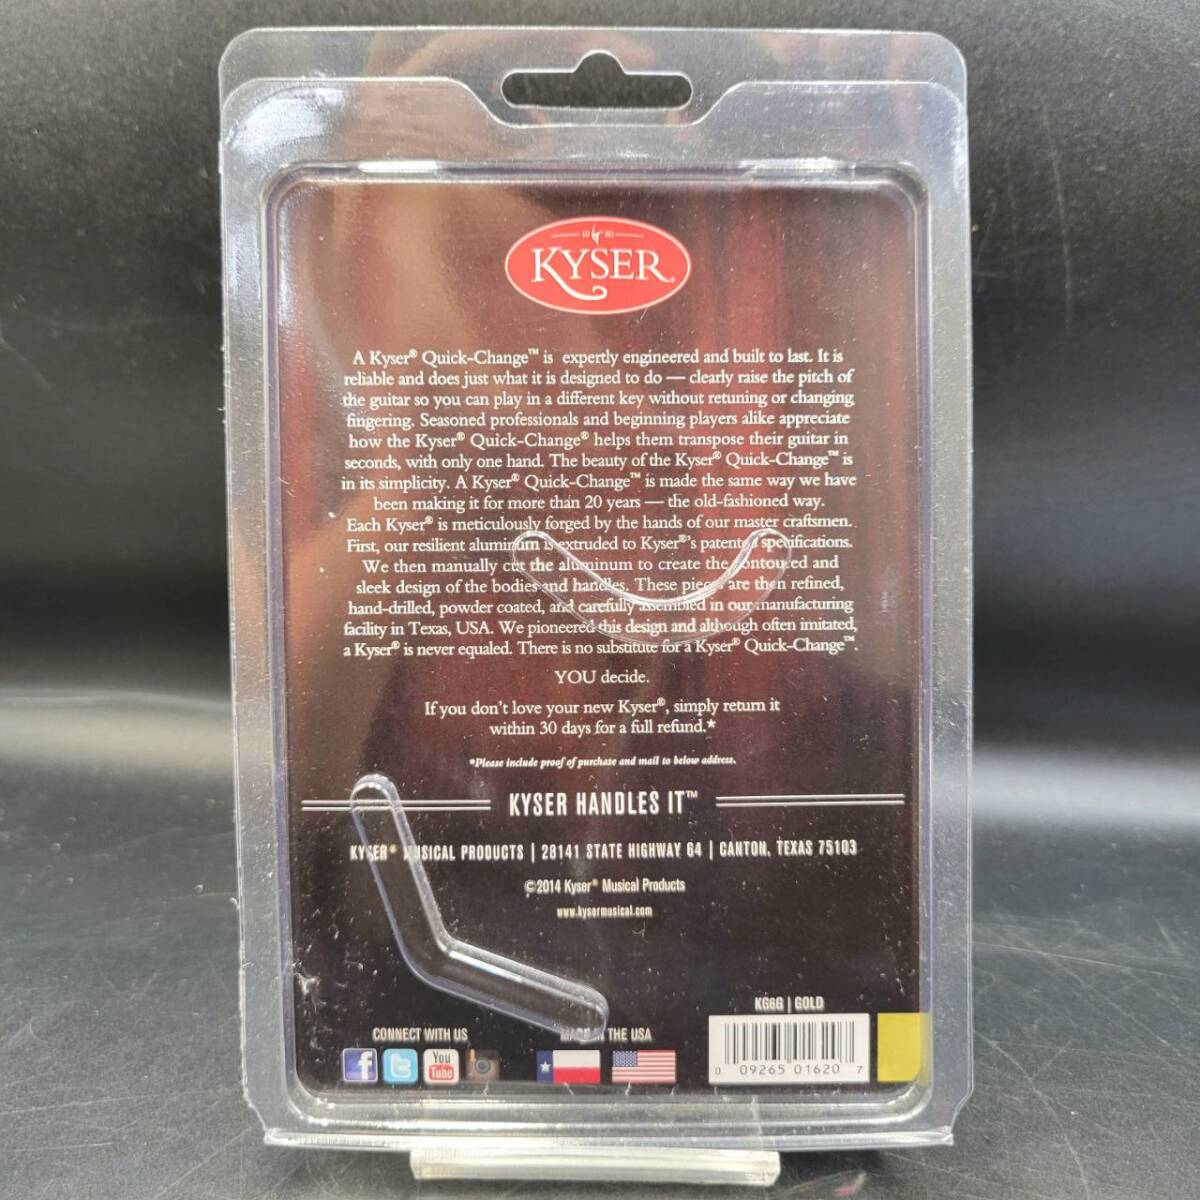 19 80
KYSER®
A Kyser® Quick-Change™ is expertly engineered and built to last. It is
reliable and does just what it is designed to do — clearly raise the pitch of
the guitar so you can play in a different key without retuning or changing
fingering. Seasoned professionals and beginning players alike appreciate
how the Kyser® Quick-Change® helps them transpose their guitar in
seconds, with only one hand. The beauty of the Kyser® Quick-Change™ is
in its simplicity. A Kyser® Quick-Change™ is made the same way we have
been making it for more than 20 years — the old-fashioned way.
Each Kyser® is meticulously forged by the hands of our master craftsmen.
First, our resilient aluminum is extruded to Kyser®'s patented specifications.
We then manually cut the aluminum to create the contoured and
sleek design of the bodies and handles. These pieces are then refined,
hand-drilled, powder coated, and carefully assembled in our manufacturing
facility in Texas, USA. We pioneered this design and although often imitated,
a Kyser® is never equaled. There is no substitute for a Kyser® Quick-Change™.
YOU decide.
If you don't love your new Kyser®, simply return it
within 30 days for a full refund.*
*Please include proof of purchase and mail to below address.
KYSER HANDLES IT™
KYSER® MUSICAL PRODUCTS | 28141 STATE HIGHWAY 64 | CANTON, TEXAS 75103
©2014 Kyser® Musical Products
www.kysermusical.com
KG6G | GOLD
CONNECT WITH US
MADE IN THE USA
f
t
You Tube
0 09265 01620 7